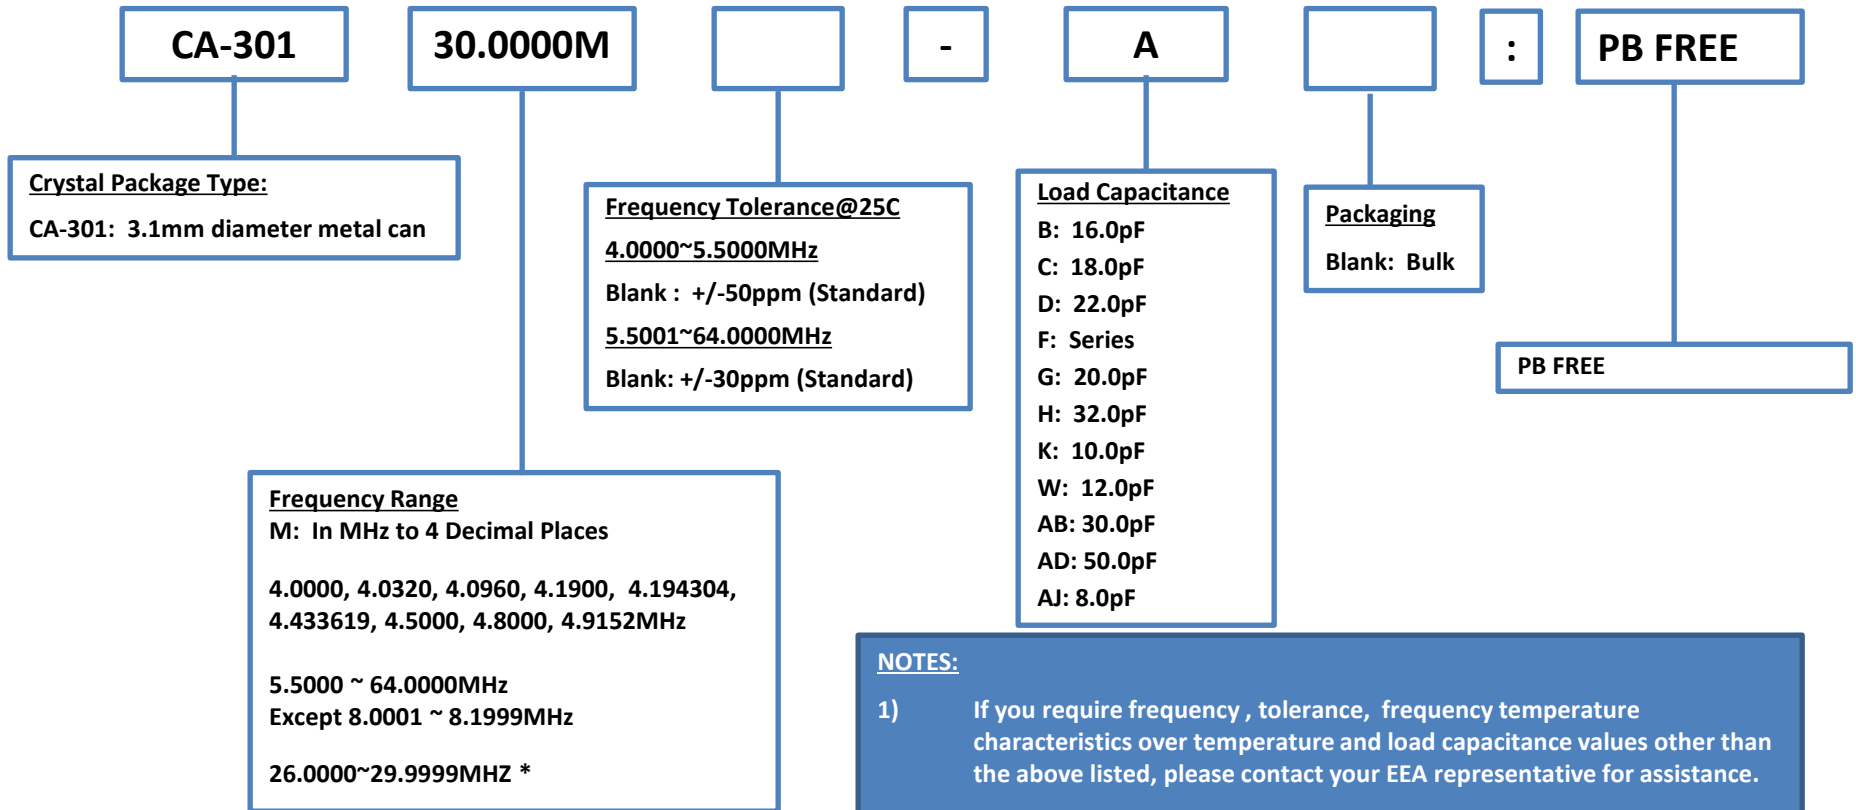 CA-301
30.0000M
-
A
:
PB FREE
Crystal Package Type:
CA-301: 3.1mm diameter metal can
Frequency Range
M: In MHz to 4 Decimal Places
4.0000, 4.0320, 4.0960, 4.1900, 4.194304,
4.433619, 4.5000, 4.8000, 4.9152MHz
5.5000 ~ 64.0000MHz
Except 8.0001 ~ 8.1999MHz
26.0000~29.9999MHZ *
Frequency Tolerance@25C
4.0000~5.5000MHz
Blank : +/-50ppm (Standard)
5.5001~64.0000MHz
Blank: +/-30ppm (Standard)
Load Capacitance
B: 16.0pF
C: 18.0pF
D: 22.0pF
F: Series
G: 20.0pF
H: 32.0pF
K: 10.0pF
W: 12.0pF
AB: 30.0pF
AD: 50.0pF
AJ: 8.0pF
Packaging
Blank: Bulk
PB FREE
NOTES:
1) If you require frequency , tolerance, frequency temperature
characteristics over temperature and load capacitance values other than
the above listed, please contact your EEA representative for assistance.